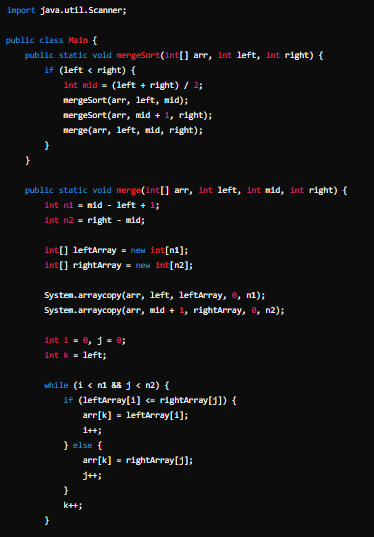 import java.util.Scanner;
public class Main {
public static void mergeSort(int[] arr, int left, int right) {
if (left < right) {
int mid = (left + right) / 2;
mergeSort(arr, left, mid);
mergeSort(arr, mid + 1, right);
merge(arr, left, mid, right);
}
}
public static void merge(int[] arr, int left, int mid, int right) {
int n1 = mid - left + 1;
int n2 = right - mid;
int[] leftArray = new int[n1];
int[] rightArray = new int[n2];
System.arraycopy(arr, left, leftArray, 0, n1);
System.arraycopy(arr, mid + 1, rightArray, 0, n2);
int i = 0, j = 0;
int k = left;
while (i < n1 && j < n2) {
if (leftArray[i] <= rightArray[j]) {
arr[k] = leftArray[i];
i++;
} else {
arr[k] = rightArray[j];
j++;
}
k++;
}